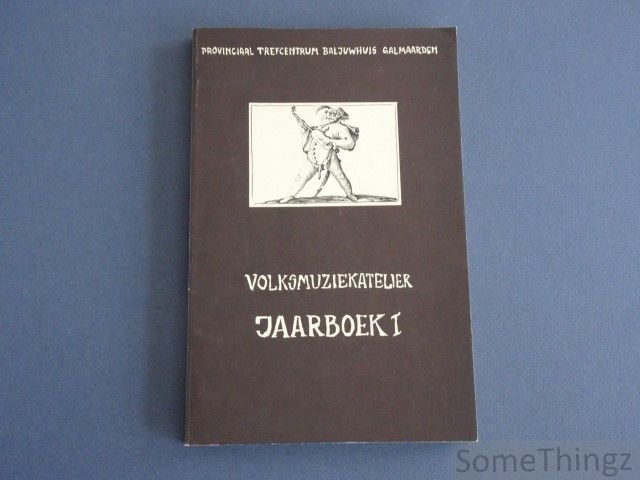 PROVINCIAAL TREFCENTRUM BALJUWHUIS GALMAARDEN
VOLKSMUZIEKATELIER
JAARBOEK I
SomeThingz